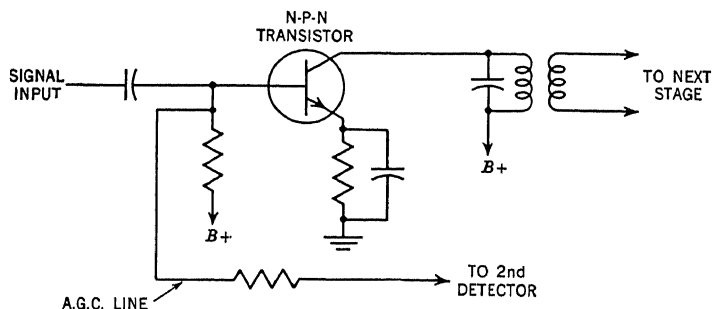 N-P-N
TRANSISTOR
SIGNAL
INPUT
TO NEXT
STAGE
B+
B+
TO 2nd
DETECTOR
A.G.C. LINE